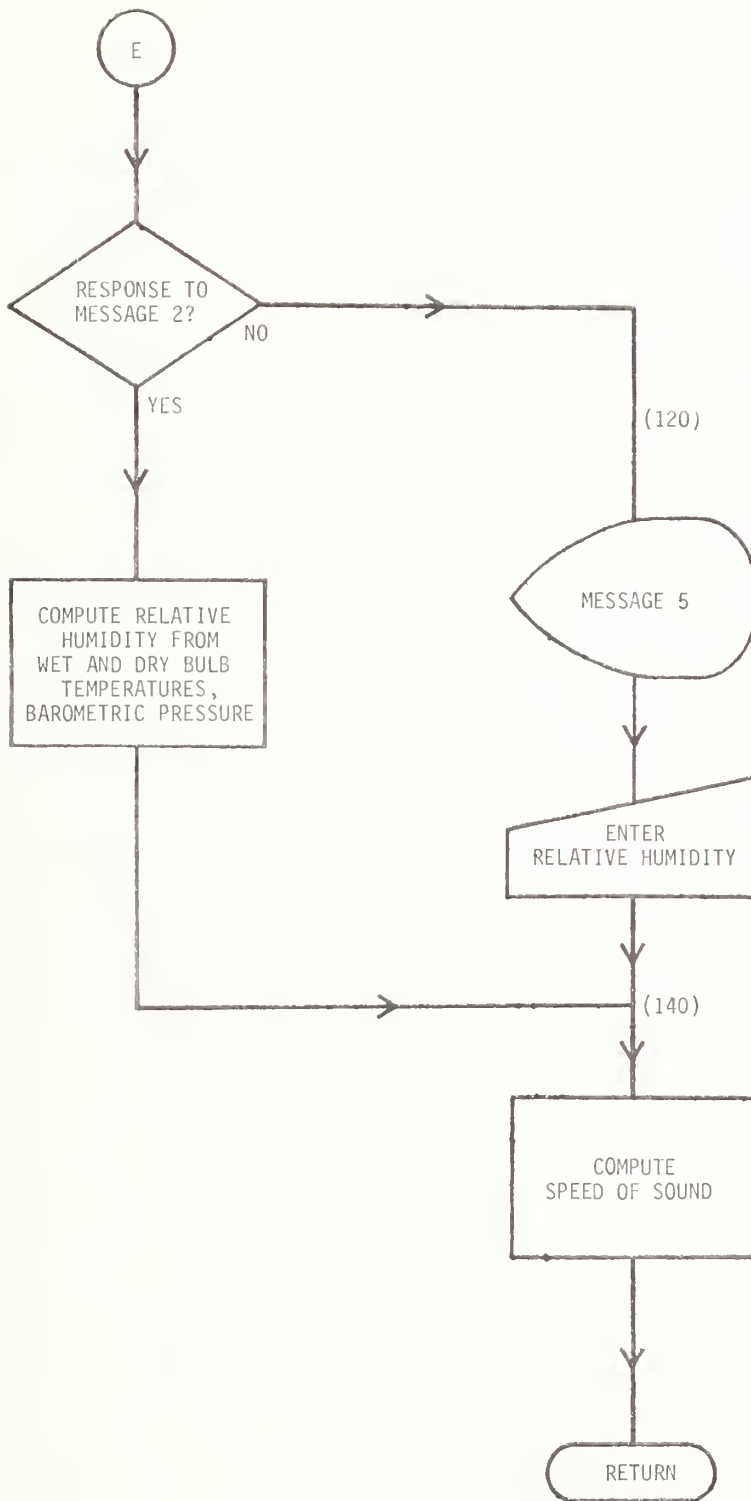 E
RESPONSE TO
MESSAGE 2?
NO
YES
(120)
MESSAGE 5
COMPUTE RELATIVE
HUMIDITY FROM
WET AND DRY BULB
TEMPERATURES,
BAROMETRIC PRESSURE
ENTER
RELATIVE HUMIDITY
(140)
COMPUTE
SPEED OF SOUND
RETURN